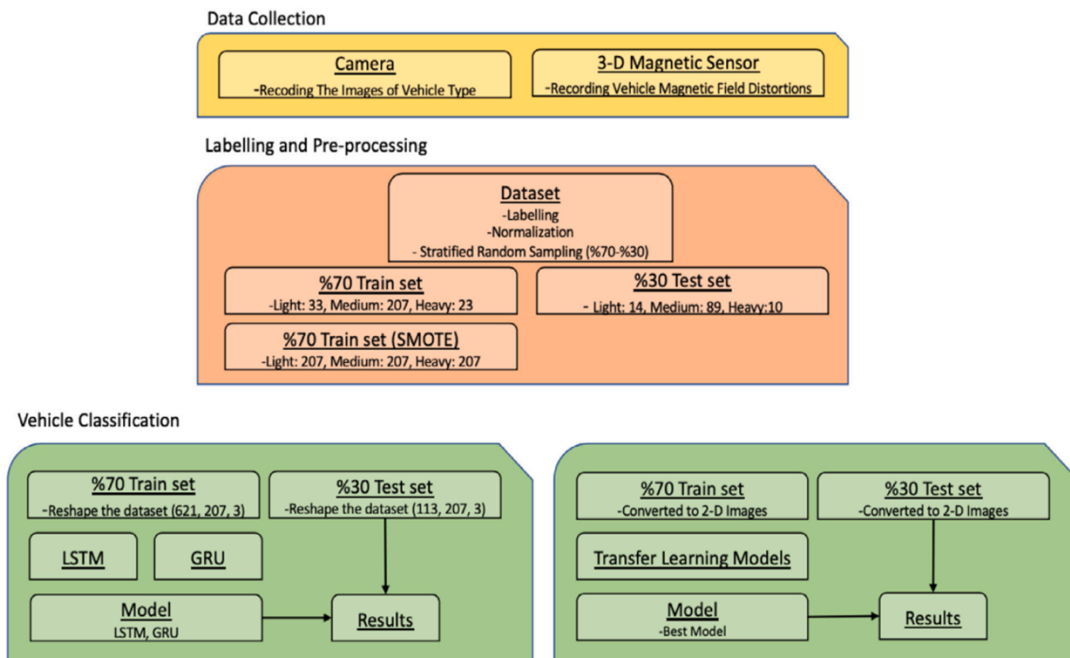 Data Collection
Camera
-Recoding The Images of Vehicle Type
3-D Magnetic Sensor
-Recording Vehicle Magnetic Field Distortions
Labelling and Pre-processing
Dataset
-Labelling
-Normalization
- Stratified Random Sampling (%70-%30)
%70 Train set
-Light: 33, Medium: 207, Heavy: 23
%30 Test set
- Light: 14, Medium: 89, Heavy:10
%70 Train set (SMOTE)
-Light: 207, Medium: 207, Heavy: 207
Vehicle Classification
%70 Train set
-Reshape the dataset (621, 207, 3)
%30 Test set
-Reshape the dataset (113, 207, 3)
LSTM
GRU
Model
LSTM, GRU
Results
%70 Train set
-Converted to 2-D Images
%30 Test set
-Converted to 2-D Images
Transfer Learning Models
Model
-Best Model
Results